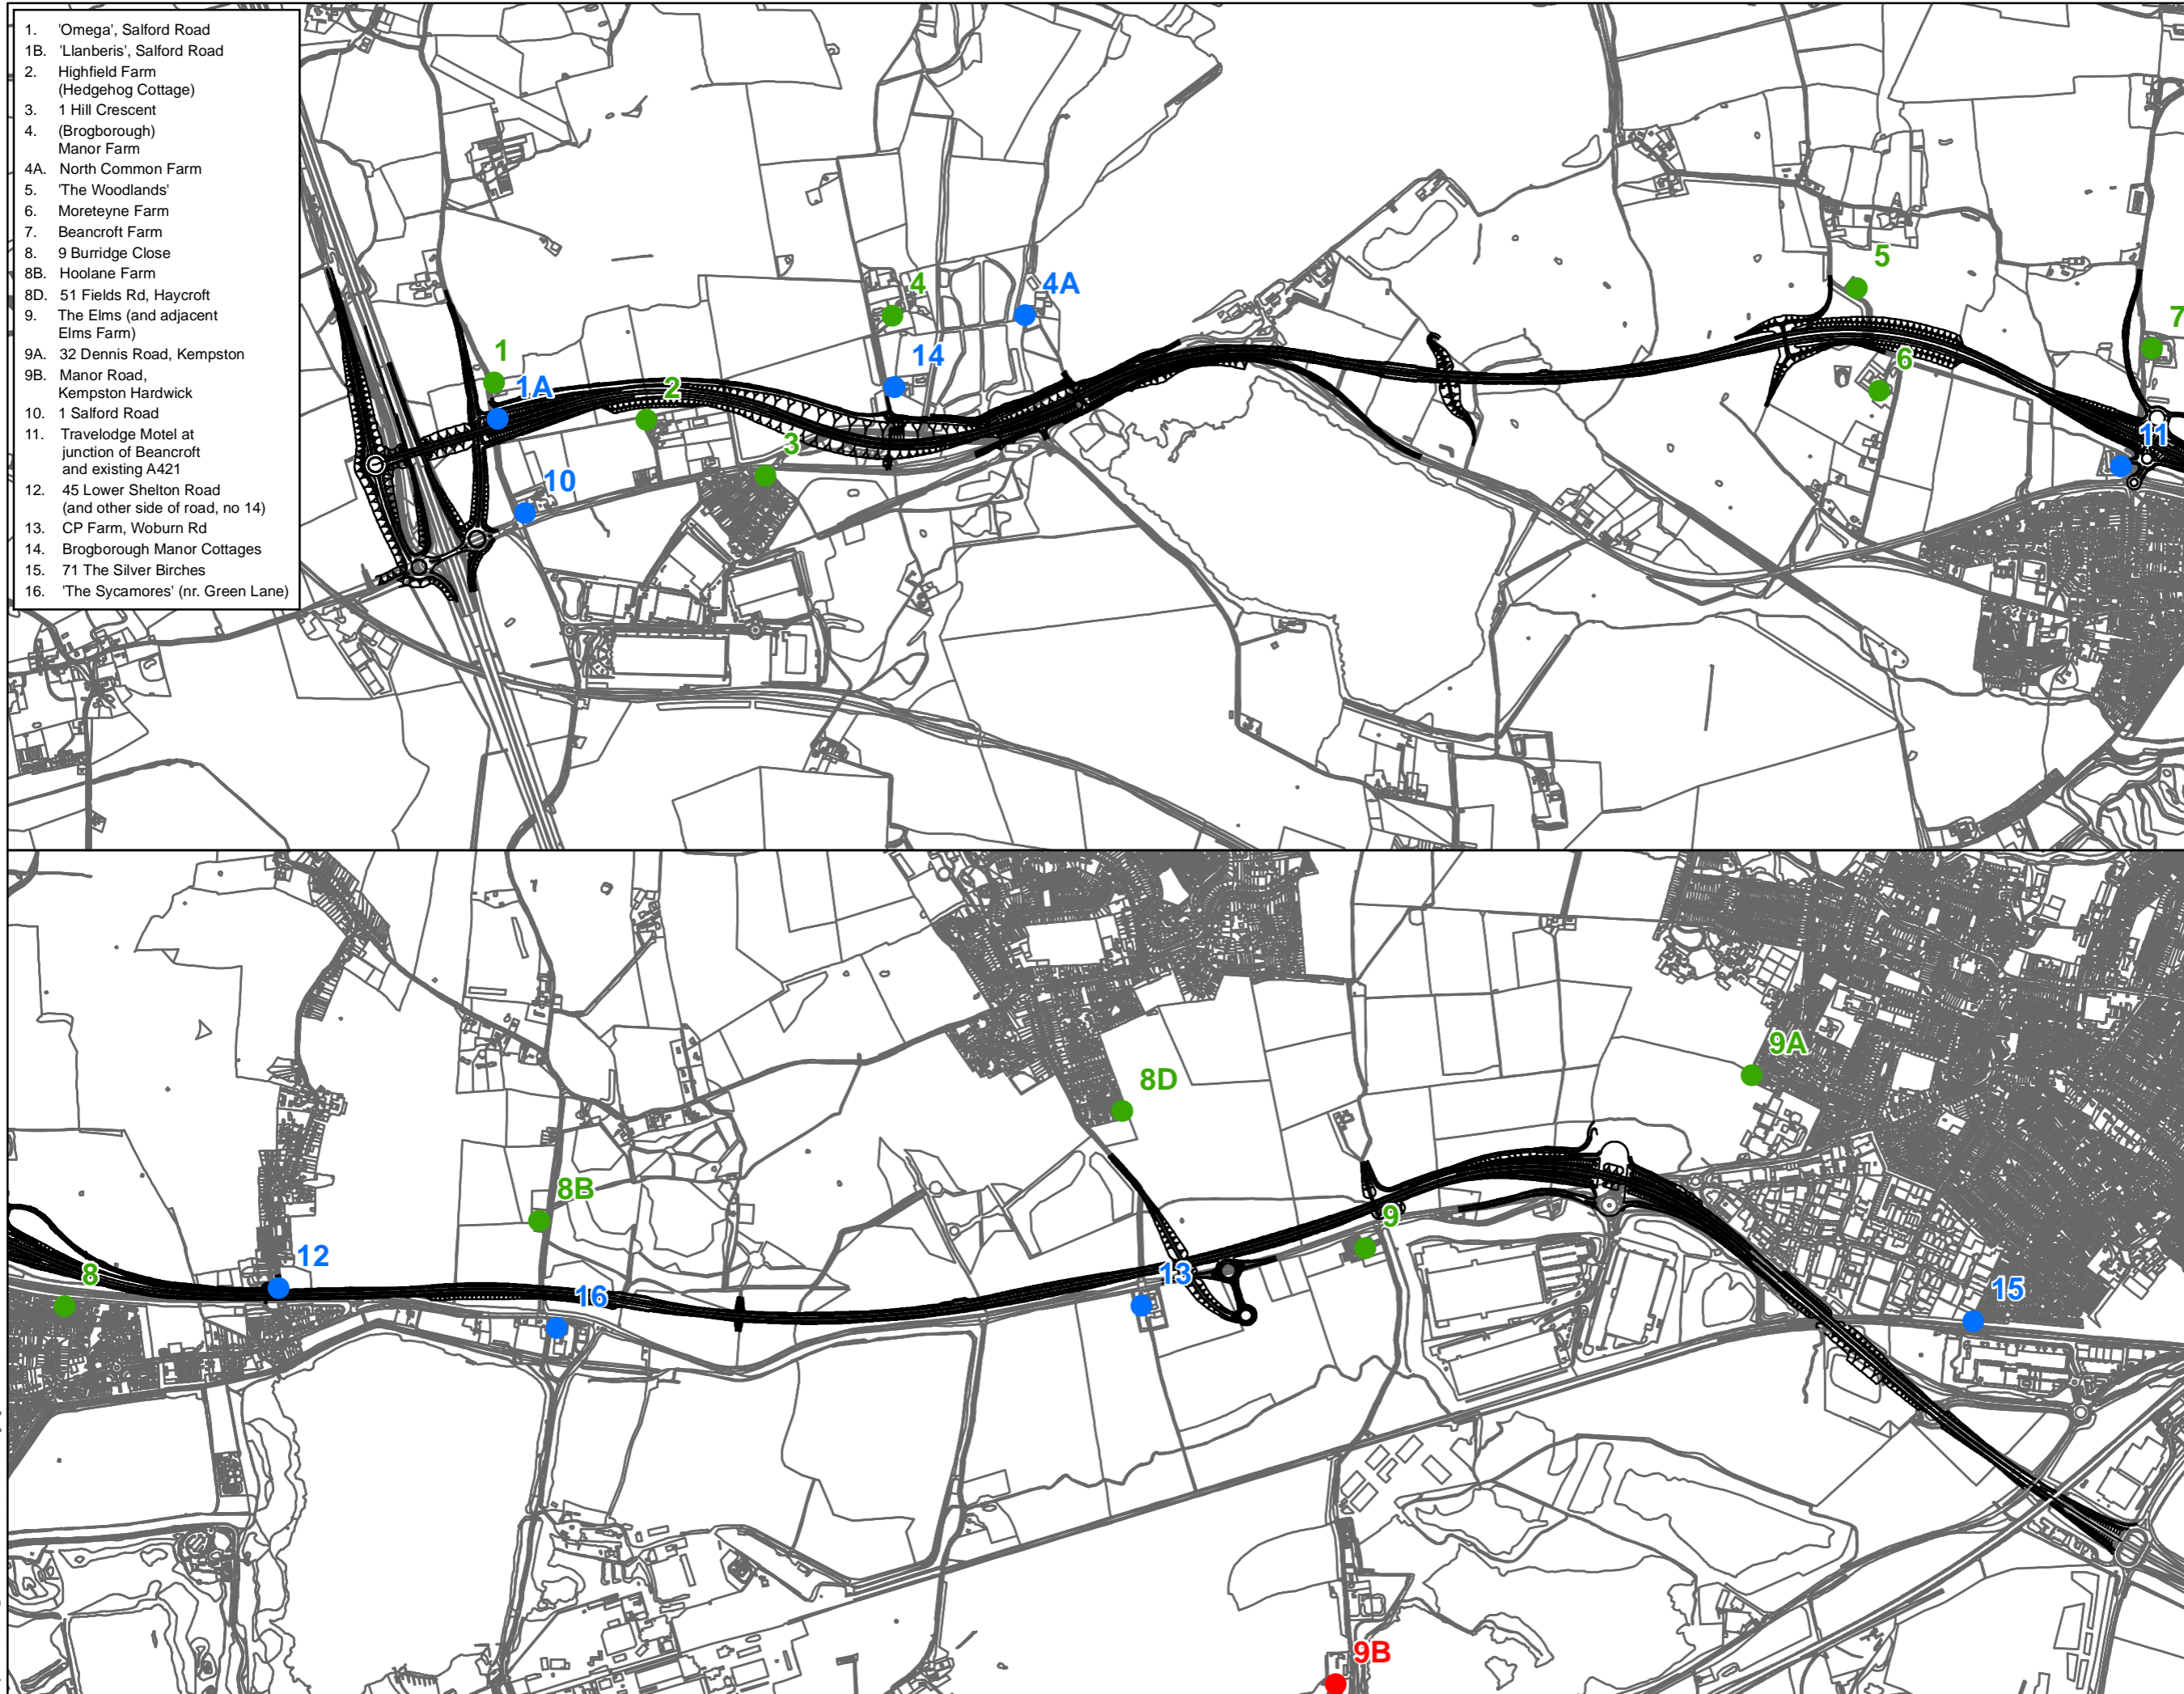 1. 'Omega', Salford Road
1B. 'Llanberis', Salford Road
2. Highfield Farm
(Hedgehog Cottage)
3. 1 Hill Crescent
4. (Brogborough)
Manor Farm
4A. North Common Farm
5. 'The Woodlands'
6. Moreteyne Farm
7. Beancroft Farm
8. 9 Burridge Close
8B. Hoolane Farm
8D. 51 Fields Rd, Haycroft
9. The Elms (and adjacent
Elms Farm)
9A. 32 Dennis Road, Kempston
9B. Manor Road,
Kempston Hardwick
10. 1 Salford Road
11. Travelodge Motel at
junction of Beancroft
and existing A421
12. 45 Lower Shelton Road
(and other side of road, no 14)
13. CP Farm, Woburn Rd
14. Brogborough Manor Cottages
15. 71 The Silver Birches
16. 'The Sycamores' (nr. Green Lane)
5
4
4A
7
1
14
6
1A
2
11
3
10
9A
8D
8B
9
12
8
13
16
15
9B